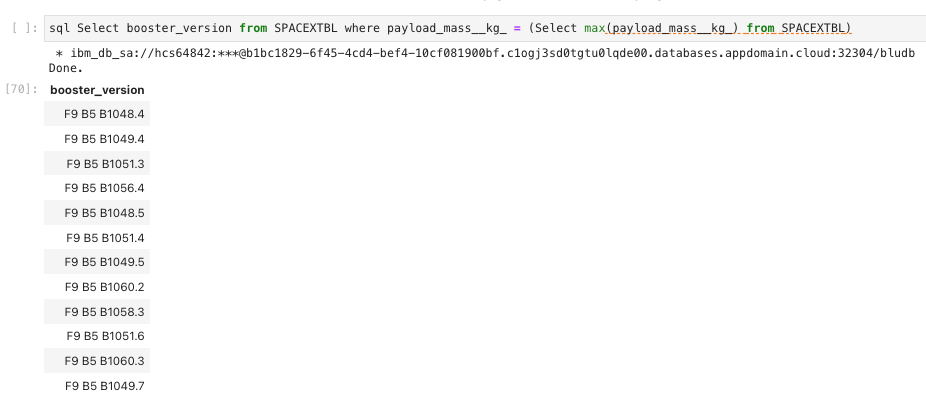 [ ]: sql Select booster_version from SPACEXTBL where payload_mass__kg_ = (Select max(payload_mass__kg_) from SPACEXTBL)
* ibm_db_sa://hcs64842:***@b1bc1829-6f45-4cd4-bef4-10cf081900bf.c1ogj3sd0tgtu0lqde00.databases.appdomain.cloud:32304/bludb
Done.
[70]: booster_version
F9 B5 B1048.4
F9 B5 B1049.4
F9 B5 B1051.3
F9 B5 B1056.4
F9 B5 B1048.5
F9 B5 B1051.4
F9 B5 B1049.5
F9 B5 B1060.2
F9 B5 B1058.3
F9 B5 B1051.6
F9 B5 B1060.3
F9 B5 B1049.7